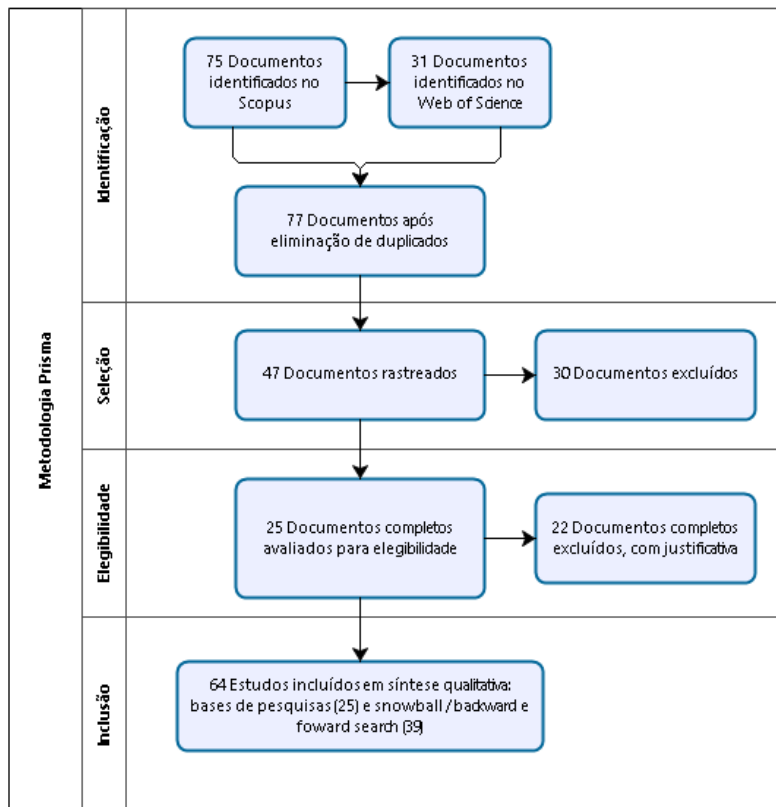 Metodologia Prisma
Identificação
75 Documentos
identificados no
Scopus
31 Documentos
identificados no
Web of Science
77 Documentos após
eliminação de duplicados
Seleção
47 Documentos rastreados
30 Documentos excluídos
Elegibilidade
25 Documentos completos
avaliados para elegibilidade
22 Documentos completos
excluídos, com justificativa
Inclusão
64 Estudos incluídos em síntese qualitativa:
bases de pesquisas (25) e snowball /backward e
foward search (39)